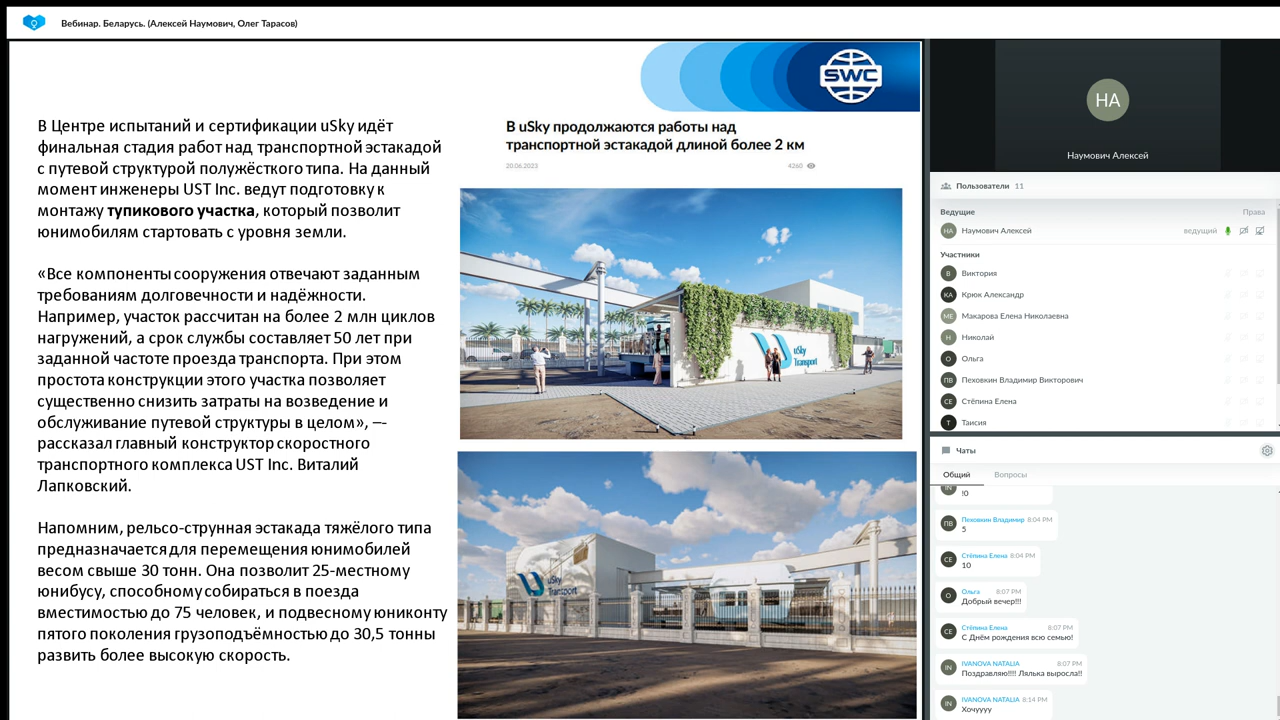 Вебинар. Беларусь. (Алексей Наумович, Олег Тарасов)
SWC
В Центре испытаний и сертификации uSky идёт
финальная стадия работ над транспортной эстакадой
с путевой структурой полужёсткого типа. На данный
момент инженеры UST Inc. ведут подготовку к
монтажу тупикового участка, который позволит
юнимобилям стартовать с уровня земли.
«Все компоненты сооружения отвечают заданным
требованиям долговечности и надёжности.
Например, участок рассчитан на более 2 млн циклов
нагружений, а срок службы составляет 50 лет при
заданной частоте проезда транспорта. При этом
простота конструкции этого участка позволяет
существенно снизить затраты на возведение и
обслуживание путевой структуры в целом», –-
рассказал главный конструктор скоростного
транспортного комплекса UST Inc. Виталий
Лапковский.
Напомним, рельсо-струнная эстакада тяжёлого типа
предназначается для перемещения юнимобилей
весом свыше 30 тонн. Она позволит 25-местному
юнибусу, способному собираться в поезда
вместимостью до 75 человек, и подвесному юниконту
пятого поколения грузоподъёмностью до 30,5 тонны
развить более высокую скорость.
В uSky продолжаются работы над
транспортной эстакадой длиной более 2 км
20.06.2023 4260
uSky
Transport
uSky
Transport
НА
Наумович Алексей
Пользователи 11
Ведущие Права
НА Наумович Алексей ведущий
Участники
В Виктория
КА Крюк Александр
МЕ Макарова Елена Николаевна
Н Николай
О Ольга
ПВ Пеховкин Владимир Викторович
СЕ Стёпина Елена
Т Таисия
Чаты
Общий Вопросы
IN !0
ПВ Пеховкин Владимир 8:04 PM
5
СЕ Стёпина Елена 8:04 PM
10
О Ольга 8:07 PM
Добрый вечер!!!
СЕ Стёпина Елена 8:07 PM
С Днём рождения всю семью!
IN IVANOVA NATALIA 8:07 PM
Поздравляю!!!! Лялька выросла!!
IN IVANOVA NATALIA 8:14 PM
Хочуууу